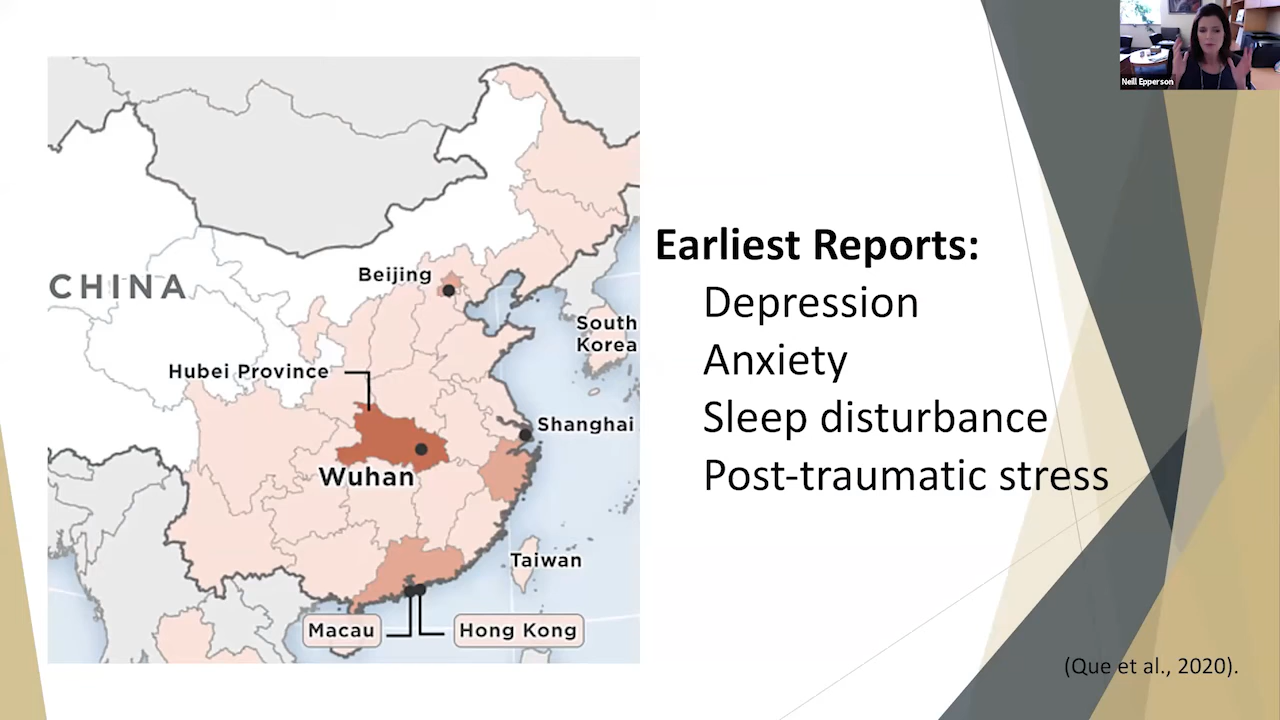 Neill Epperson
CHINA
Beijing
South
Korea
Hubei Province
Shanghai
Wuhan
Taiwan
Macau
Hong Kong
Earliest Reports:
Depression
Anxiety
Sleep disturbance
Post-traumatic stress
(Que et al., 2020).